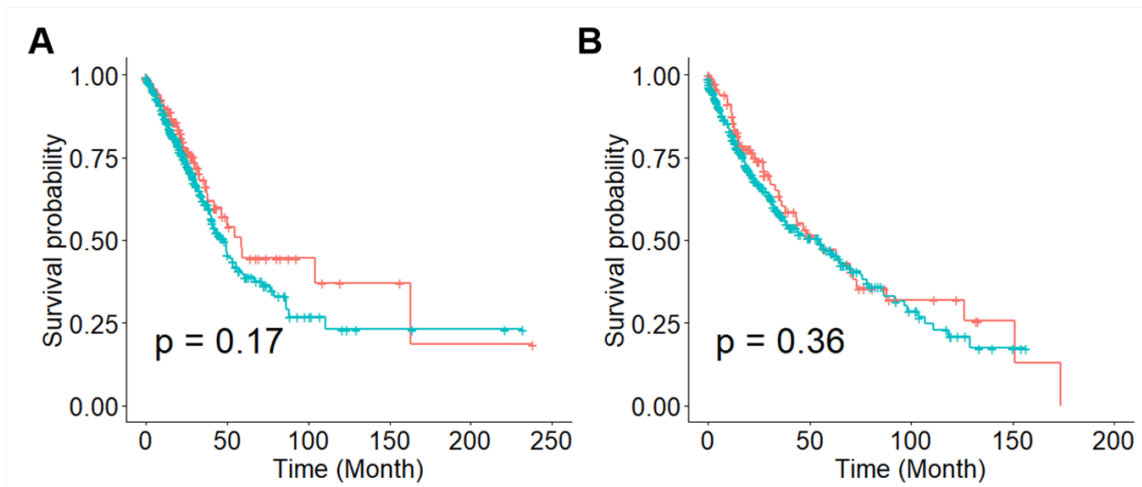 A
Survival probability
1.00
0.75
0.50
0.25
0.00
p = 0.17
0 50 100 150 200 250
Time (Month)
B
Survival probability
1.00
0.75
0.50
0.25
0.00
p = 0.36
0 50 100 150 200
Time (Month)